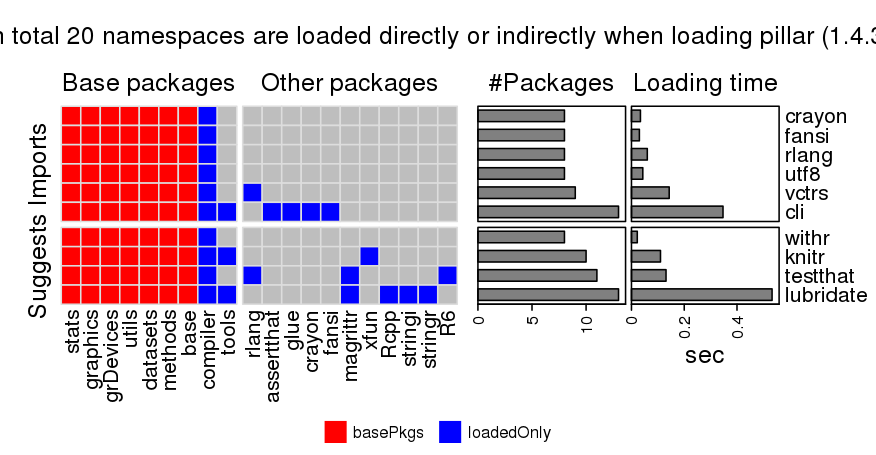 n total 20 namespaces are loaded directly or indirectly when loading pillar (1.4.3
Base packages
Other packages
#Packages
Loading time
Imports
Suggests
crayon
fansi
rlang
utf8
vctrs
cli
withr
knitr
testthat
lubridate
stats
graphics
grDevices
utils
datasets
methods
base
compiler
tools
rlang
assertthat
glue
crayon
fansi
magrittr
xfun
Rcpp
stringi
stringr
R6
0
5
10
0
0.2
0.4
sec
basePkgs
loadedOnly